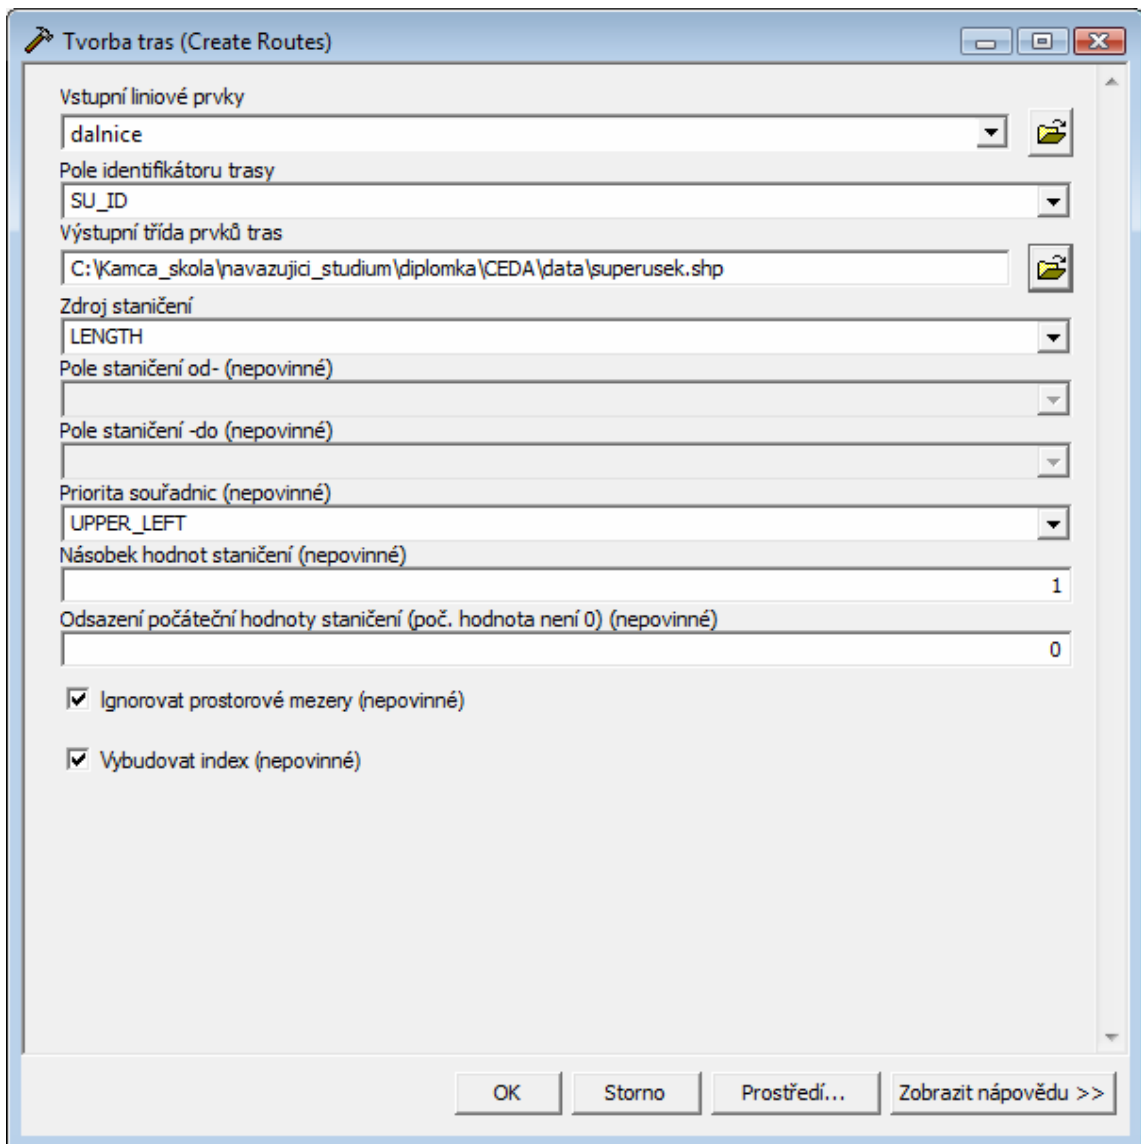 Tvorba tras (Create Routes)
Vstupní liniové prvky
dalnice
Pole identifikátoru trasy
SU_ID
Výstupní třída prvků tras
C:\Kamca_skola\navazujici_studium\diplomka\CEDA\data\superusek.shp
Zdroj staničení
LENGTH
Pole staničení od- (nepovinné)
Pole staničení -do (nepovinné)
Priorita souřadnic (nepovinné)
UPPER_LEFT
Násobek hodnot staničení (nepovinné)
1
Odsazení počáteční hodnoty staničení (poč. hodnota není 0) (nepovinné)
0
Ignorovat prostorové mezery (nepovinné)
Vybudovat index (nepovinné)
OK Storno Prostředí... Zobrazit nápovědu >>